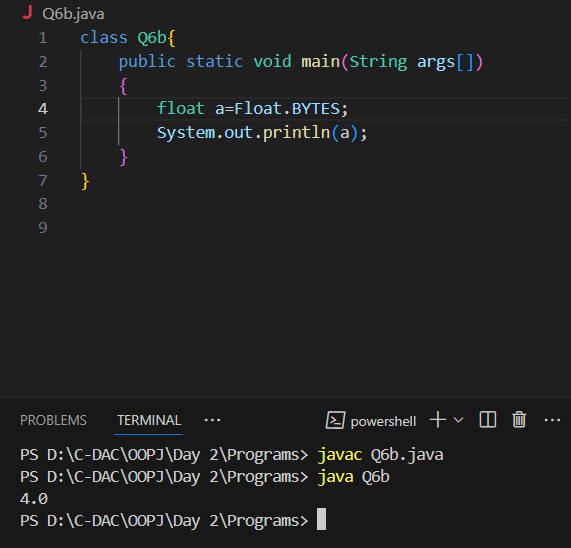 J Q6b.java
1 class Q6b{
2 public static void main(String args[])
3 {
4 float a=Float.BYTES;
5 System.out.println(a);
6 }
7 }
8
9
PROBLEMS TERMINAL ··· powershell ···
PS D:\C-DAC\OOPJ\Day 2\Programs> javac Q6b.java
PS D:\C-DAC\OOPJ\Day 2\Programs> java Q6b
4.0
PS D:\C-DAC\OOPJ\Day 2\Programs>